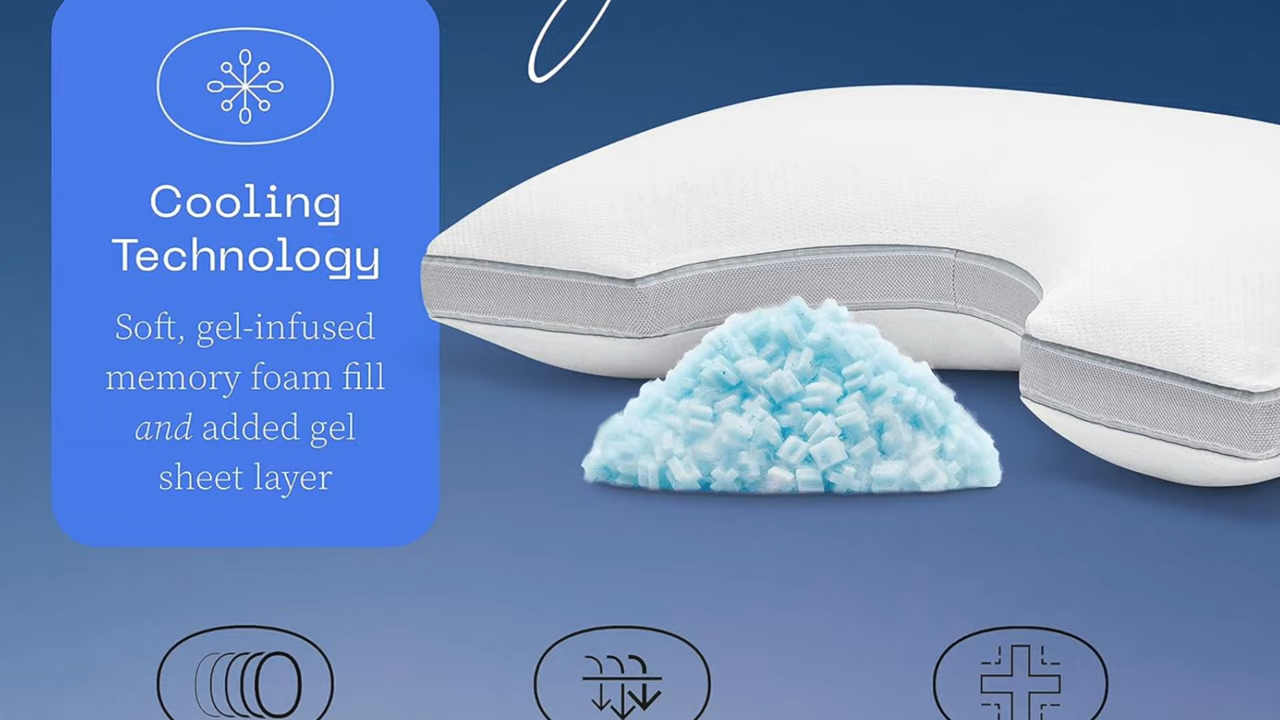 Cooling
Technology
Soft, gel-infused
memory foam fill
and added gel
sheet layer